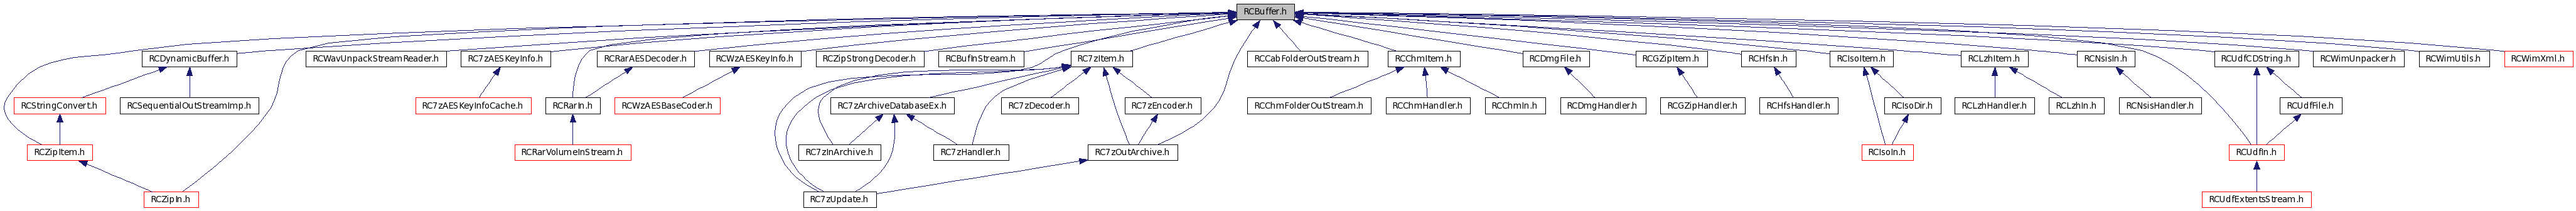 RCBuffer.h
RCDynamicBuffer.h
RCWavUnpackStreamReader.h
RC7zAESKeyInfo.h
RCRarAESDecoder.h
RCWzAESKeyInfo.h
RCZipStrongDecoder.h
RCBufInStream.h
RC7zItem.h
RCCabFolderOutStream.h
RCChmItem.h
RCDmgFile.h
RCGZipItem.h
RCHfsIn.h
RCIsoItem.h
RCLzhItem.h
RCNsisIn.h
RCUdfCDString.h
RCWimUnpacker.h
RCWimUtils.h
RCWimXml.h
RCStringConvert.h
RCSequentialOutStreamImp.h
RC7zAESKeyInfoCache.h
RCRarIn.h
RCWzAESBaseCoder.h
RC7zArchiveDatabaseEx.h
RC7zDecoder.h
RC7zEncoder.h
RCChmFolderOutStream.h
RCChmHandler.h
RCChmIn.h
RCDmgHandler.h
RCGZipHandler.h
RCHfsHandler.h
RCIsoDir.h
RCLzhHandler.h
RCLzhIn.h
RCNsisHandler.h
RCUdfFile.h
RCZipItem.h
RCRarVolumeInStream.h
RC7zInArchive.h
RC7zHandler.h
RC7zOutArchive.h
RCIsoIn.h
RCUdfIn.h
RCZipIn.h
RC7zUpdate.h
RCUdfExtentsStream.h